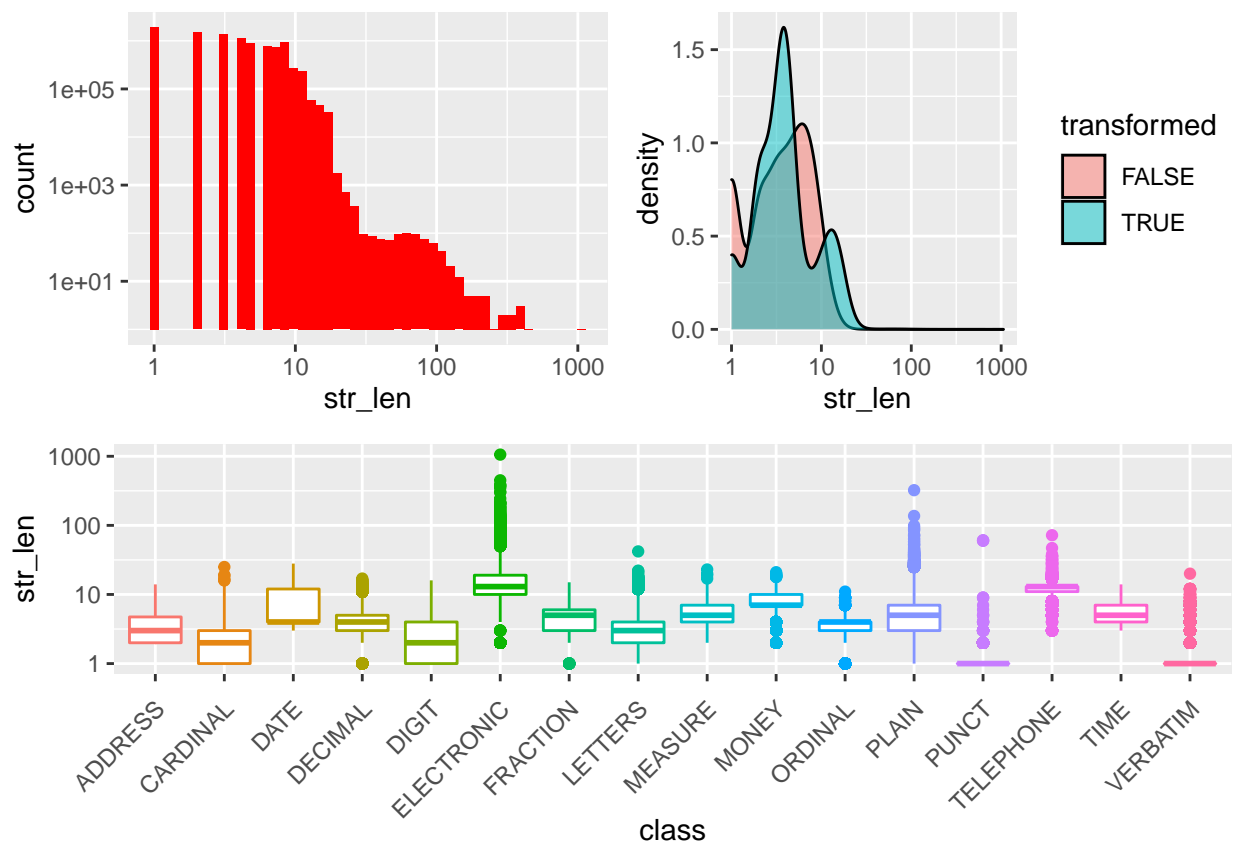 count
1e+05
1e+03
1e+01
1 10 100 1000
str_len
density
1.5
1.0
0.5
0.0
1 10 100 1000
str_len
transformed
FALSE
TRUE
str_len
1000
100
10
1
ADDRESS
CARDINAL
DATE
DECIMAL
DIGIT
ELECTRONIC
FRACTION
LETTERS
MEASURE
MONEY
ORDINAL
PLAIN
PUNCT
TELEPHONE
TIME
VERBATIM
class